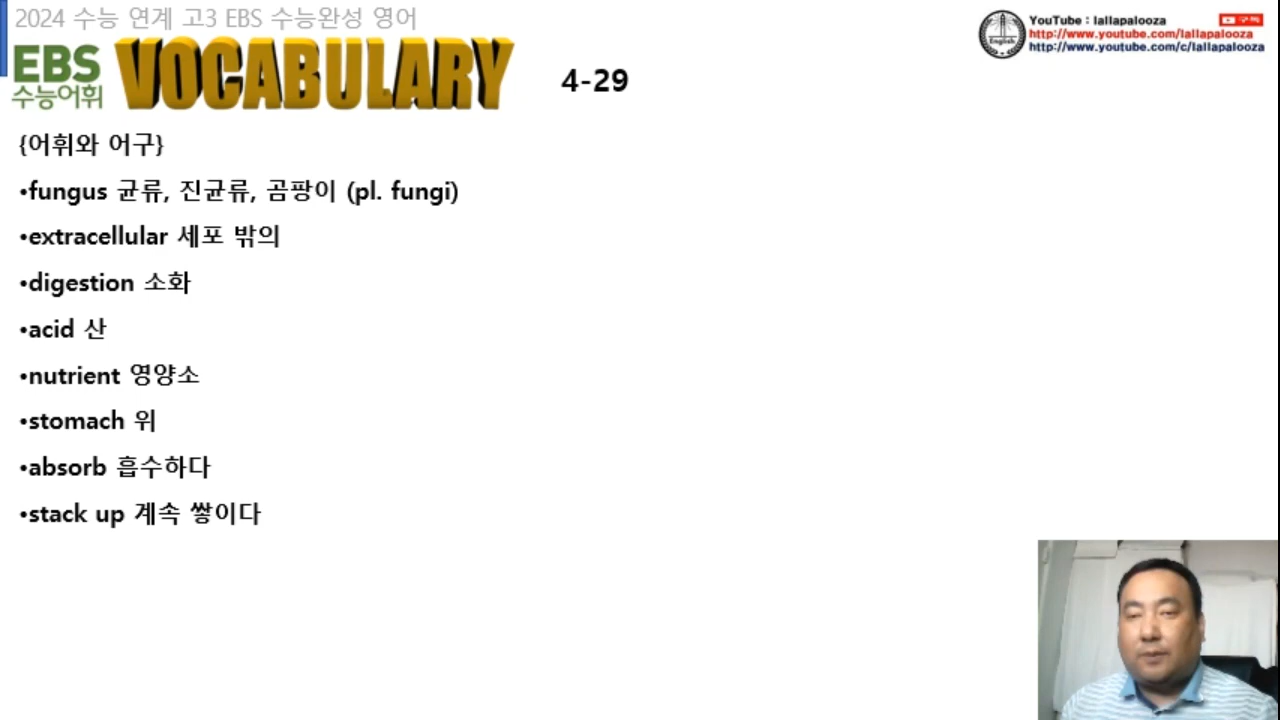 2024 수능 연계 고3 EBS 수능완성 영어
EBS
수능어휘
VOCABULARY
4-29
English
YouTube : lallapalooza
구독
http://www.youtube.com/lallapalooza
http://www.youtube.com/c/lallapalooza
{어휘와 어구}
•fungus 균류, 진균류, 곰팡이 (pl. fungi)
•extracellular 세포 밖의
•digestion 소화
•acid 산
•nutrient 영양소
•stomach 위
•absorb 흡수하다
•stack up 계속 쌓이다